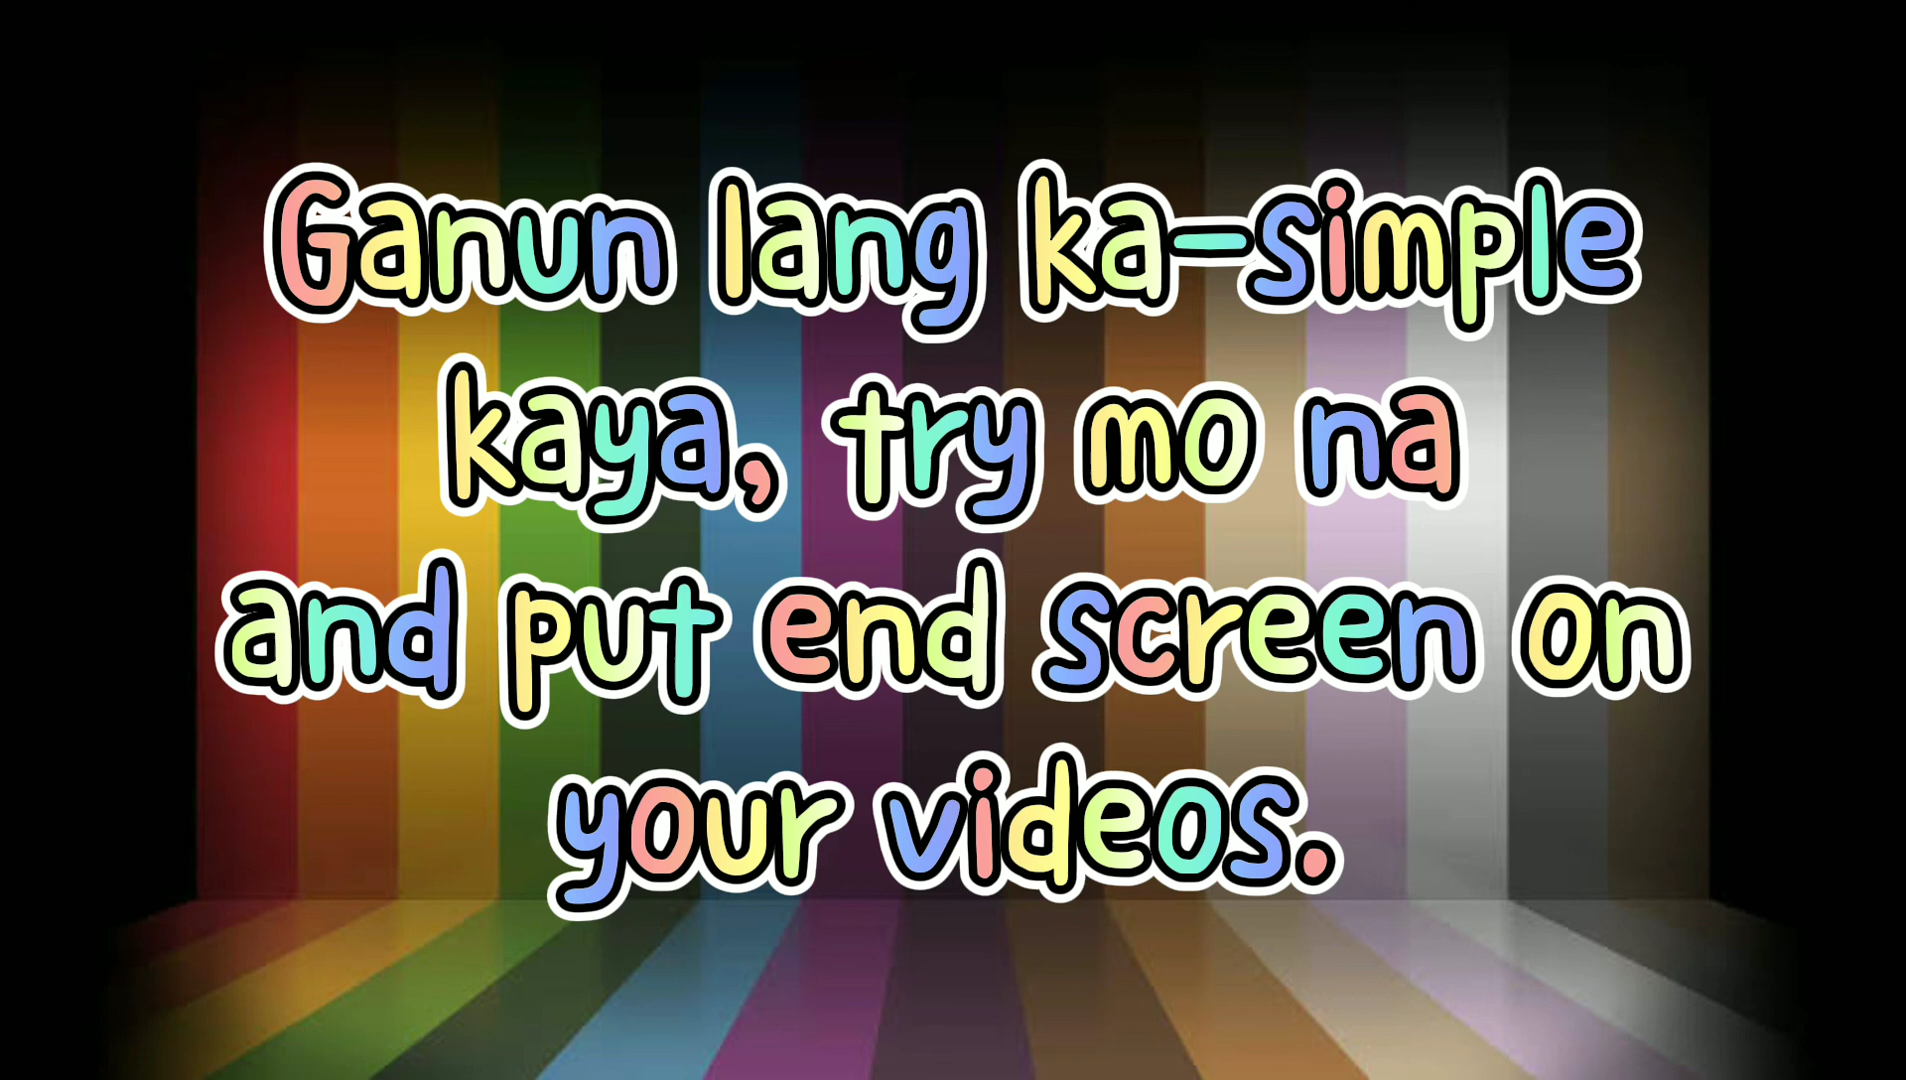 Ganun lang ka-simple
kaya, try mo na
and put end screen on
your videos.